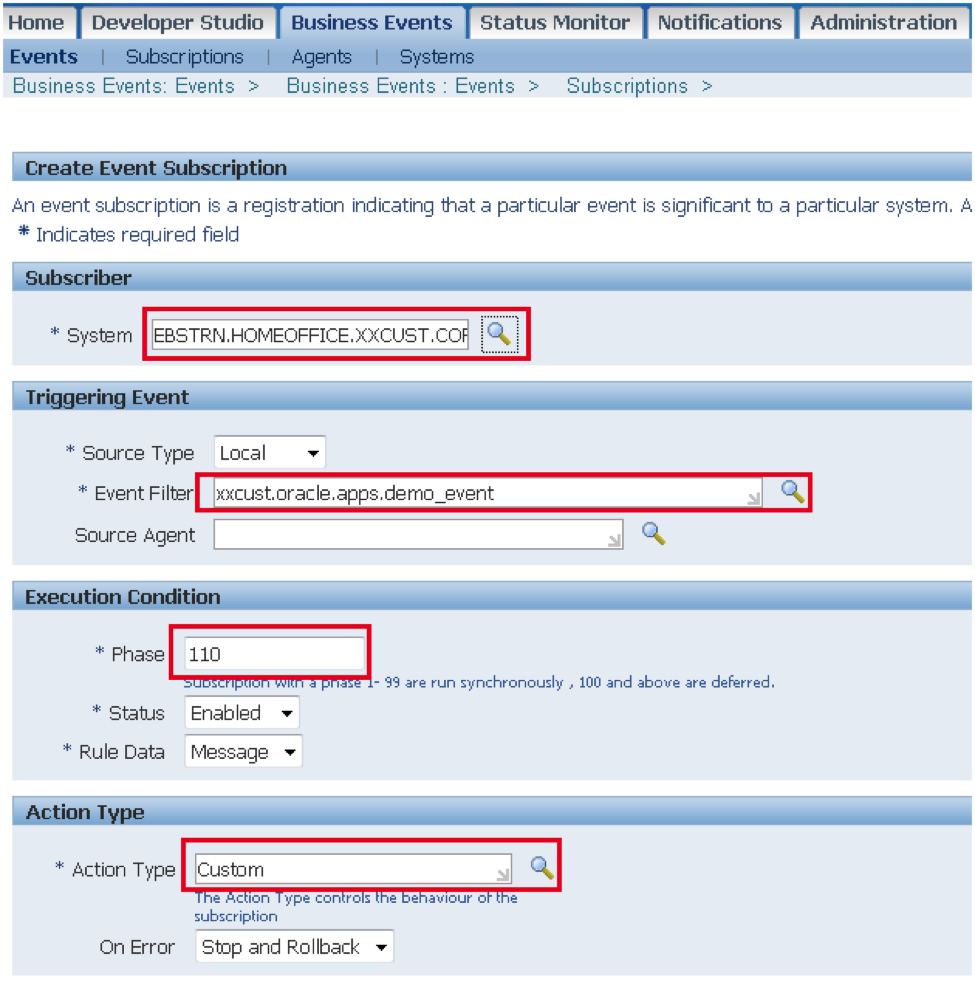 Home Developer Studio Business Events Status Monitor Notifications Administration
Events | Subscriptions | Agents | Systems
Business Events: Events > Business Events : Events > Subscriptions >
Create Event Subscription
An event subscription is a registration indicating that a particular event is significant to a particular system. A
* Indicates required field
Subscriber
* System EBSTRN.HOMEOFFICE.XXCUST.COR
Triggering Event
* Source Type Local
* Event Filter xxcust.oracle.apps.demo_event
Source Agent
Execution Condition
* Phase 110
Subscription with a phase 1- 99 are run synchronously , 100 and above are deferred.
* Status Enabled
* Rule Data Message
Action Type
* Action Type Custom
The Action Type controls the behaviour of the
subscription
On Error Stop and Rollback